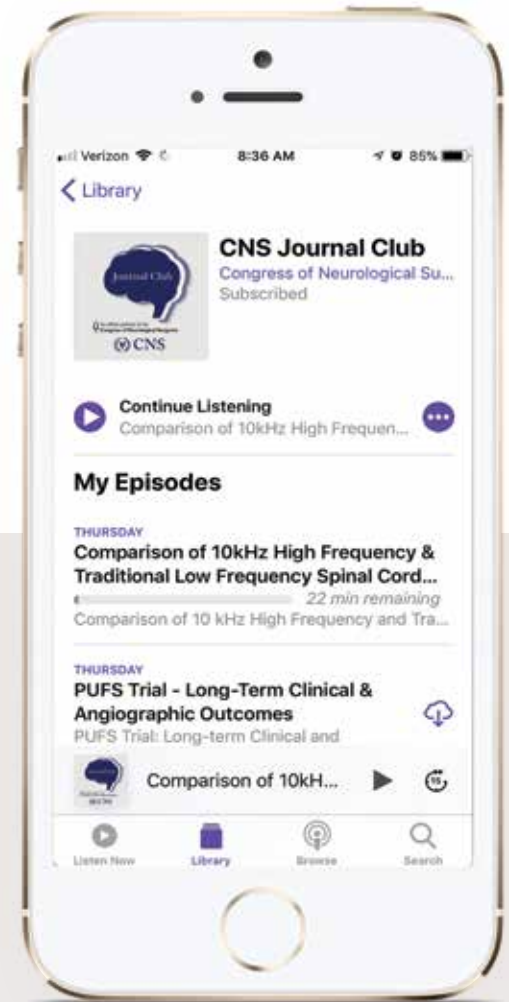 Verizon 8:36 AM 85%
Library
CNS Journal Club
Congress of Neurological Su...
Subscribed
Journal Club
CNS
Continue Listening
Comparison of 10kHz High Frequen...
My Episodes
THURSDAY
Comparison of 10kHz High Frequency &
Traditional Low Frequency Spinal Cord...
22 min remaining
Comparison of 10 kHz High Frequency and Tra...
THURSDAY
PUFS Trial - Long-Term Clinical &
Angiographic Outcomes
PUFS Trial: Long-term Clinical and
Comparison of 10kH...
15
Listen Now Library Browse Search